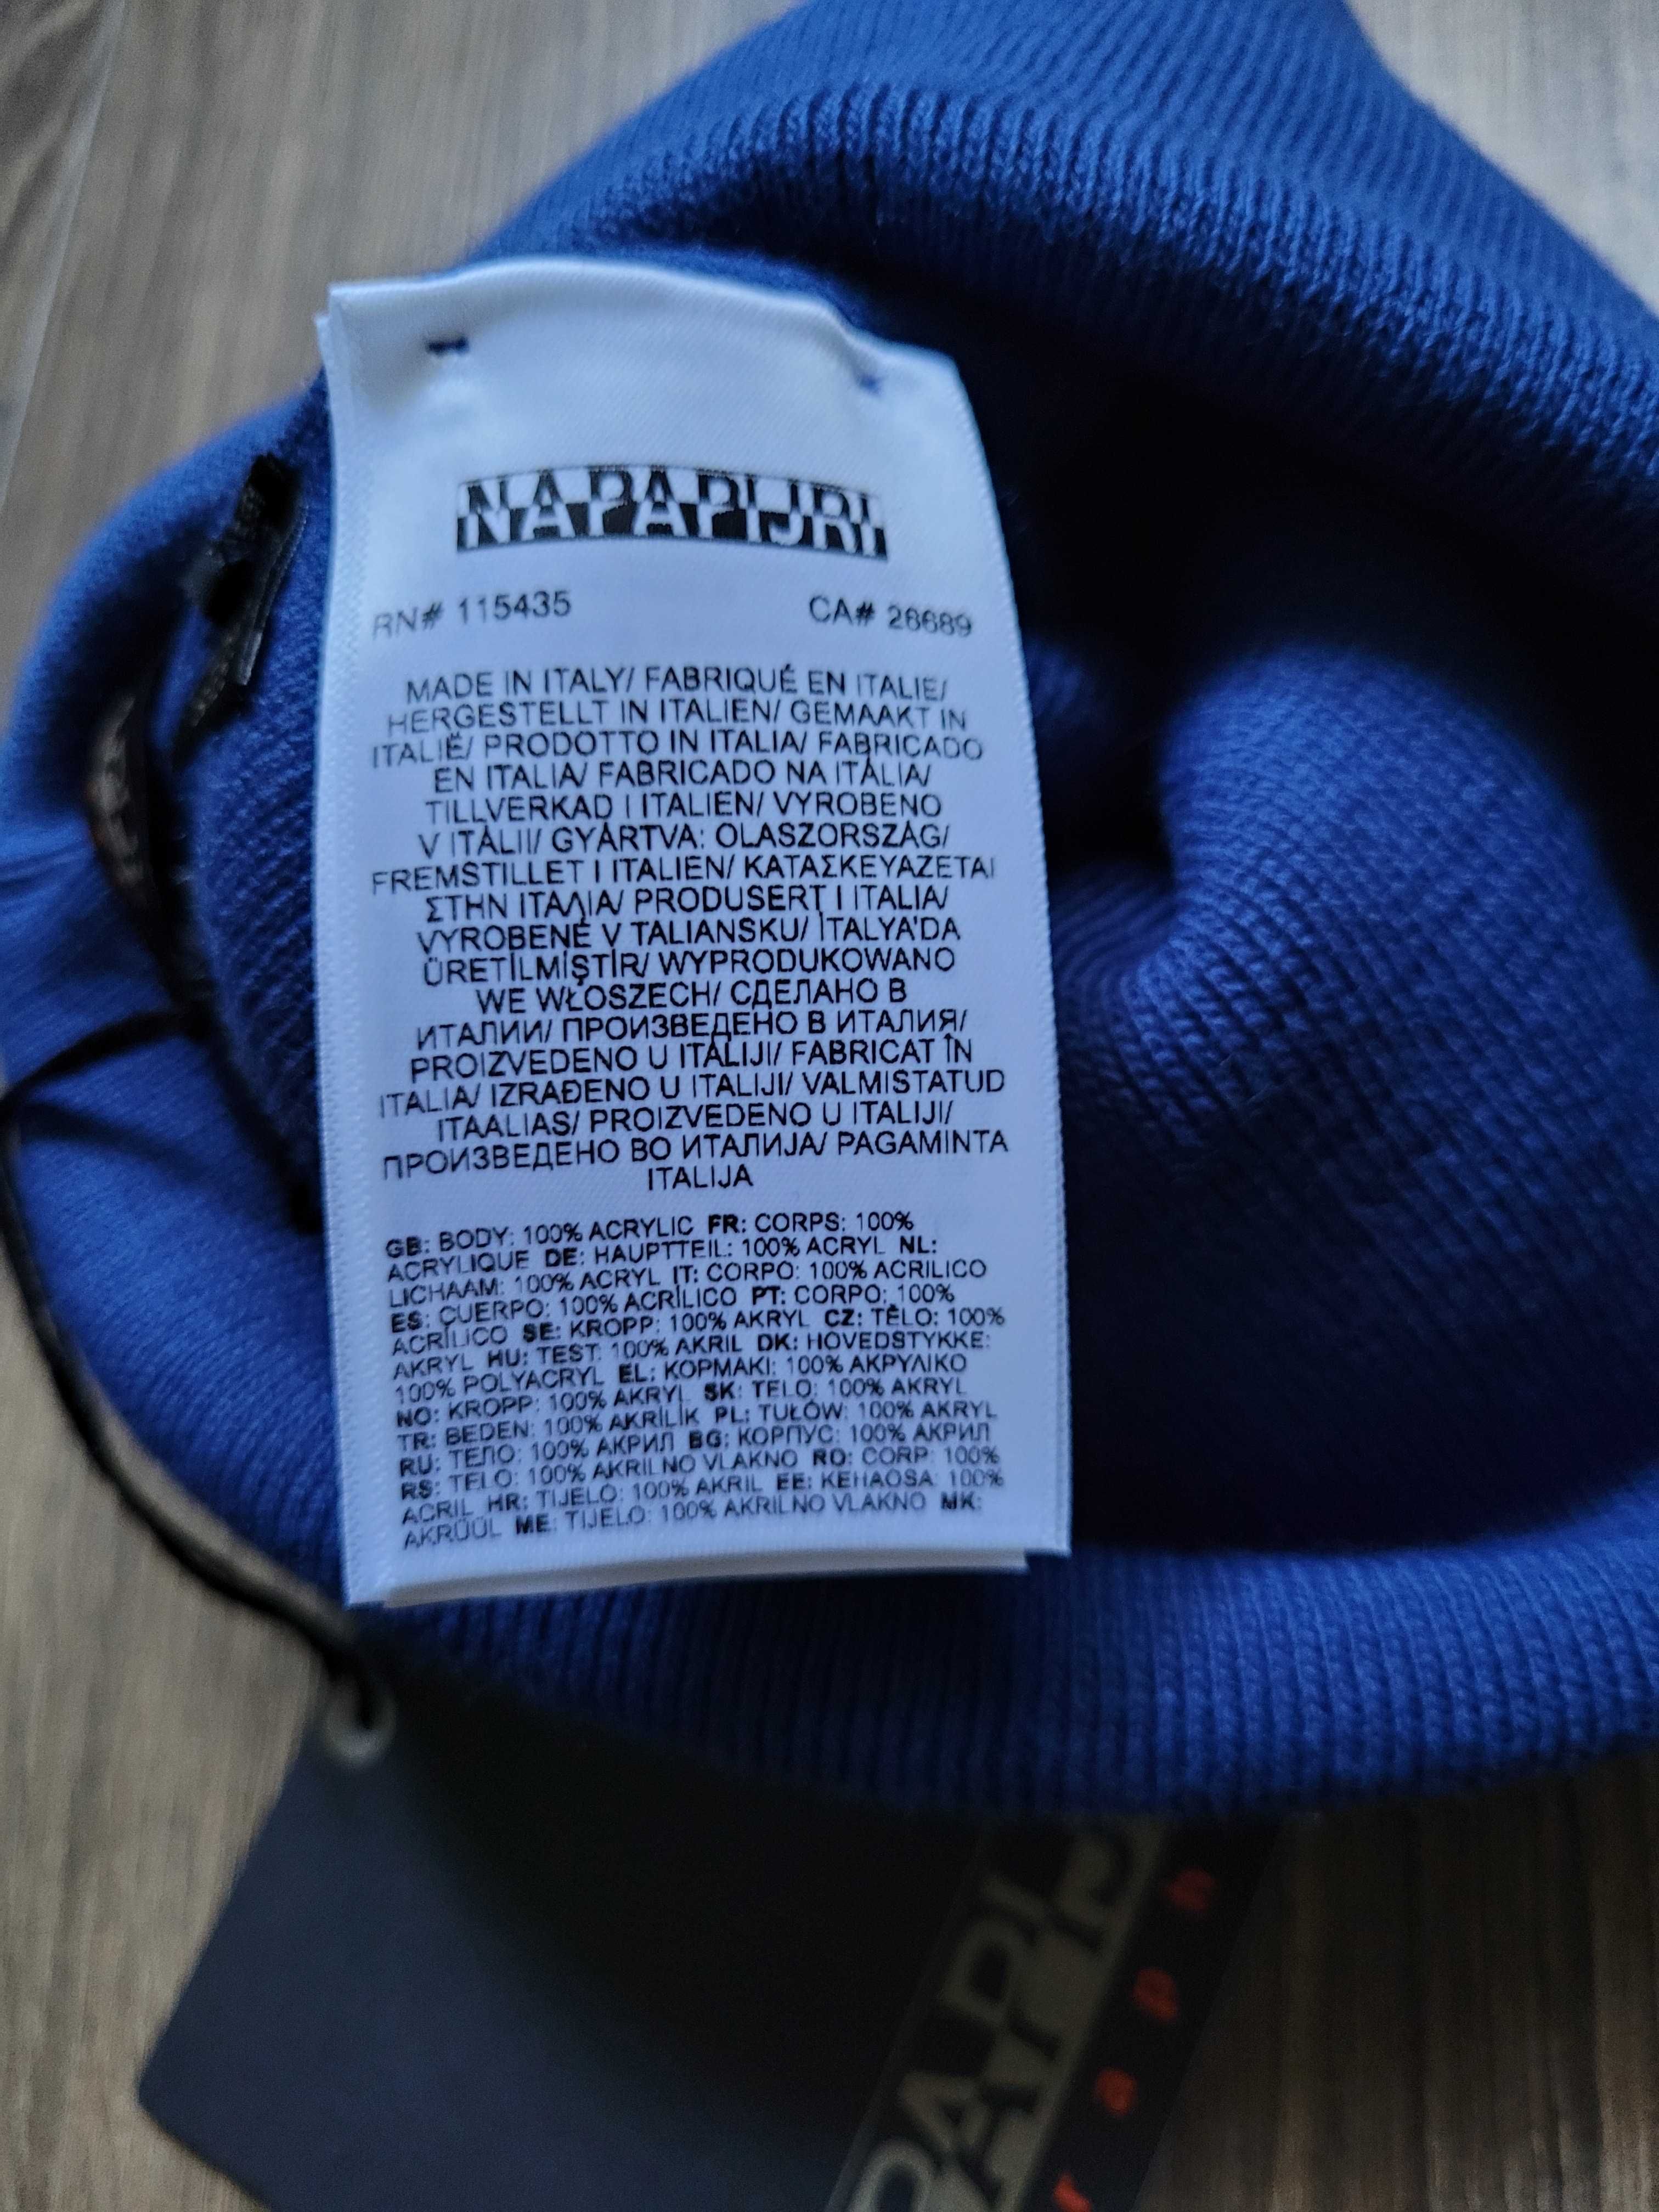 NAPAPIJRI
RN# 115435 CA# 28689
MADE IN ITALY/ FABRIQUÉ EN ITALIE/
HERGESTELLT IN ITALIEN/ GEMAAKT IN
ITALIË/ PRODOTTO IN ITALIA/ FABRICADO
EN ITALIA/ FABRICADO NA ITÁLIA/
TILLVERKAD I ITALIEN/ VYROBENO
V ITÁLII/ GYÁRTVA: OLASZORSZÁG/
FREMSTILLET I ITALIEN/ ΚΑΤΑΣΚΕΥΑΖΕΤΑΙ
ΣΤΗΝ ΙΤΑΛΙΑ/ PRODUSERT I ITALIA/
VYROBENÉ V TALIANSKU/ İTALYA'DA
ÜRETİLMİŞTİR/ WYPRODUKOWANO
WE WŁOSZECH/ СДЕЛАНО В
ИТАЛИИ/ ПРОИЗВЕДЕНО В ИТАЛИЯ/
PROIZVEDENO U ITALIJI/ FABRICAT ÎN
ITALIA/ IZRAĐENO U ITALIJI/ VALMISTATUD
ITAALIAS/ PROIZVEDENO U ITALIJI/
ПРОИЗВЕДЕНО ВО ИТАЛИЈА/ PAGAMINTA
ITALIJA
GB: BODY: 100% ACRYLIC FR: CORPS: 100%
ACRYLIQUE DE: HAUPTTEIL: 100% ACRYL NL:
LICHAAM: 100% ACRYL IT: CORPO: 100% ACRILICO
ES: CUERPO: 100% ACRÍLICO PT: CORPO: 100%
ACRÍLICO SE: KROPP: 100% AKRYL CZ: TĚLO: 100%
AKRYL HU: TEST: 100% AKRIL DK: HOVEDSTYKKE:
100% POLYACRYL EL: ΚΟΡΜΑΚΙ: 100% ΑΚΡΥΛΙΚΟ
NO: KROPP: 100% AKRYL SK: TELO: 100% AKRYL
TR: BEDEN: 100% AKRİLİK PL: TUŁÓW: 100% AKRYL
RU: ТЕЛО: 100% АКРИЛ BG: КОРПУС: 100% АКРИЛ
RS: TELO: 100% AKRILNO VLAKNO RO: CORP: 100%
ACRIL HR: TIJELO: 100% AKRIL EE: KEHAOSA: 100%
AKRÜÜL ME: TIJELO: 100% AKRILNO VLAKNO MK: